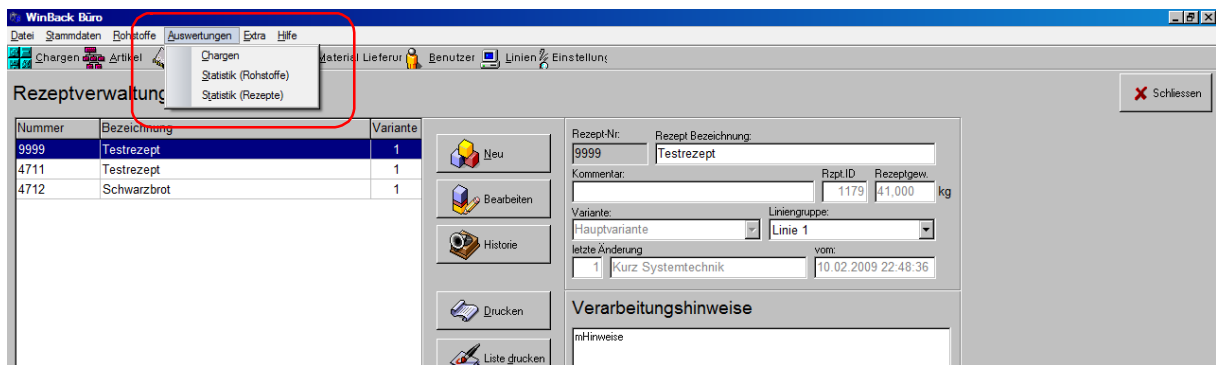 WinBack Büro
Datei Stammdaten Rohstoffe Auswertungen Extra Hilfe
Chargen Artikel Material Lieferur Benutzer Linien Einstellung
Chargen
Statistik (Rohstoffe)
Statistik (Rezepte)
Rezeptverwaltung
Schliessen
Nummer Bezeichnung Variante
9999 Testrezept 1
4711 Testrezept 1
4712 Schwarzbrot 1
Neu
Bearbeiten
Historie
Drucken
Liste drucken
Rezept-Nr: Rezept Bezeichnung:
9999 Testrezept
Kommentar: Rzpt.ID Rezeptgew.
1179 41,000 kg
Variante: Liniengruppe:
Hauptvariante Linie 1
letzte Änderung vom:
1 Kurz Systemtechnik 10.02.2009 22:48:36
Verarbeitungshinweise
mHinweise